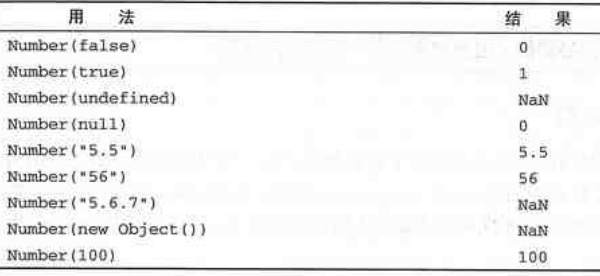 用 法 结 果
Number(false) 0
Number(true) 1
Number(undefined) NaN
Number(null) 0
Number("5.5") 5.5
Number("56") 56
Number("5.6.7") NaN
Number(new Object()) NaN
Number(100) 100